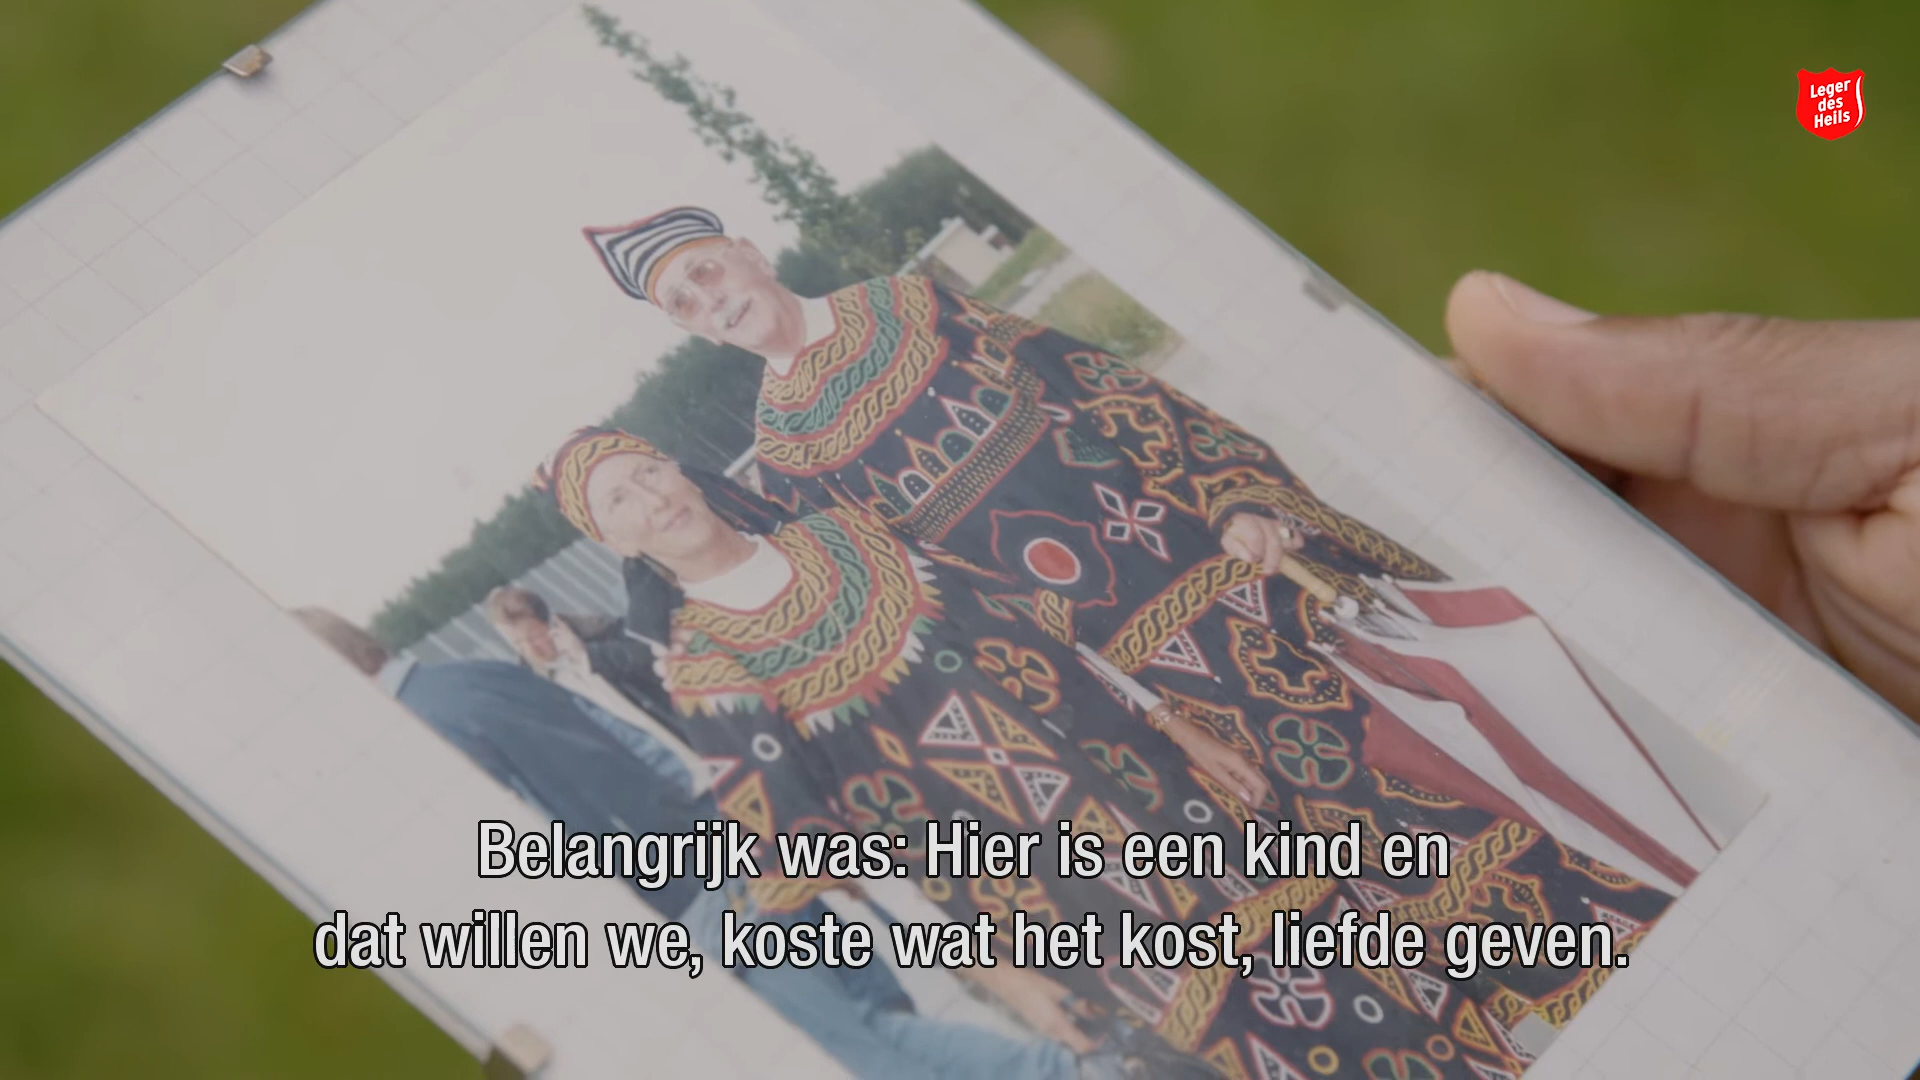 Leger
des
Heils
Belangrijk was: Hier is een kind en
dat willen we, koste wat het kost, liefde geven.